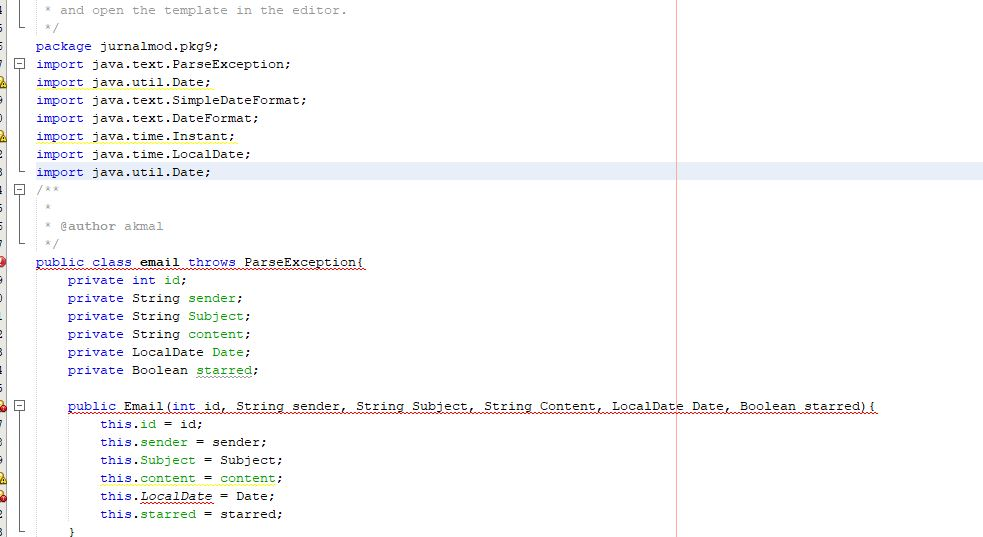 * and open the template in the editor.
*/
package jurnalmod.pkg9;
import java.text.ParseException;
import java.util.Date;
import java.text.SimpleDateFormat;
import java.text.DateFormat;
import java.time.Instant;
import java.time.LocalDate;
import java.util.Date;
/**
*
* @author akmal
*/
public class email throws ParseException{
private int id;
private String sender;
private String Subject;
private String content;
private LocalDate Date;
private Boolean starred;
public Email(int id, String sender, String Subject, String Content, LocalDate Date, Boolean starred){
this.id = id;
this.sender = sender;
this.Subject = Subject;
this.content = content;
this.LocalDate = Date;
this.starred = starred;
}